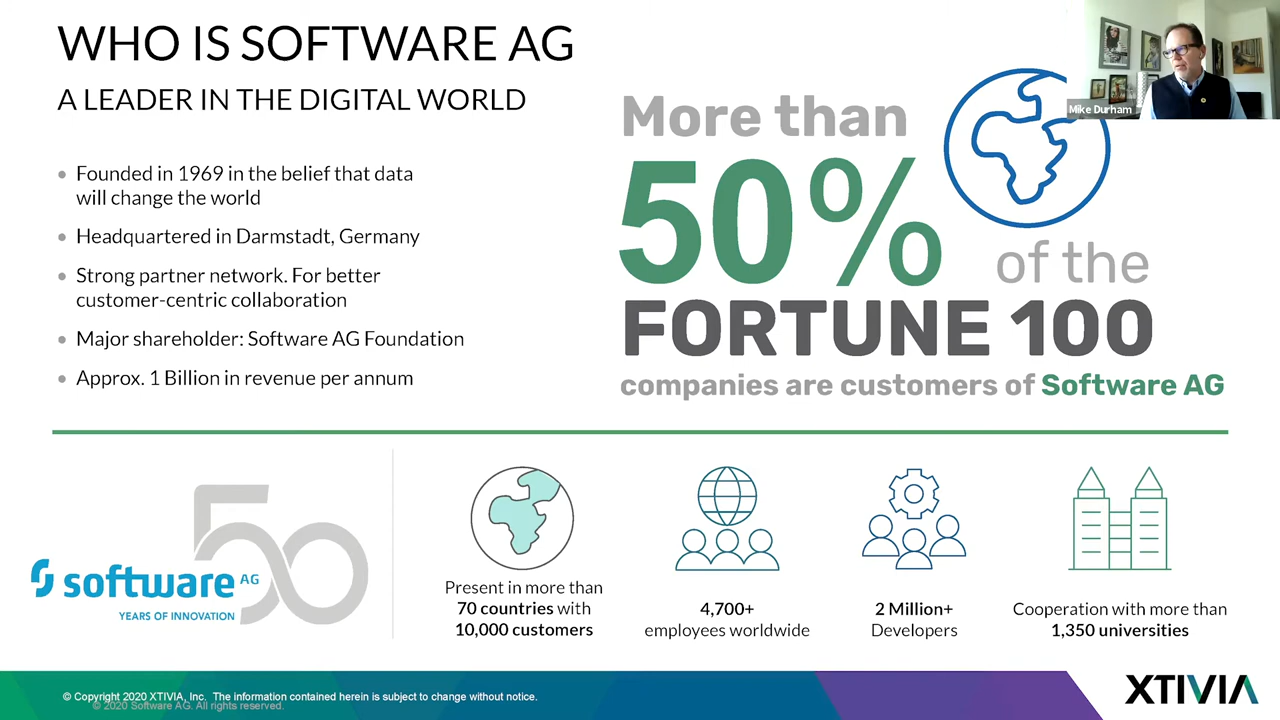 WHO IS SOFTWARE AG
A LEADER IN THE DIGITAL WORLD
Founded in 1969 in the belief that data
will change the world
Headquartered in Darmstadt, Germany
Strong partner network. For better
customer-centric collaboration
Major shareholder: Software AG Foundation
Approx. 1 Billion in revenue per annum
More than
50%
of the
FORTUNE 100
companies are customers of Software AG
Mike Durham
50
software AG
YEARS OF INNOVATION
Present in more than
70 countries with
10,000 customers
4,700+
employees worldwide
2 Million+
Developers
Cooperation with more than
1,350 universities
© Copyright 2020 XTIVIA, Inc. The information contained herein is subject to change without notice.
© 2020 Software AG. All rights reserved.
XTIVIA